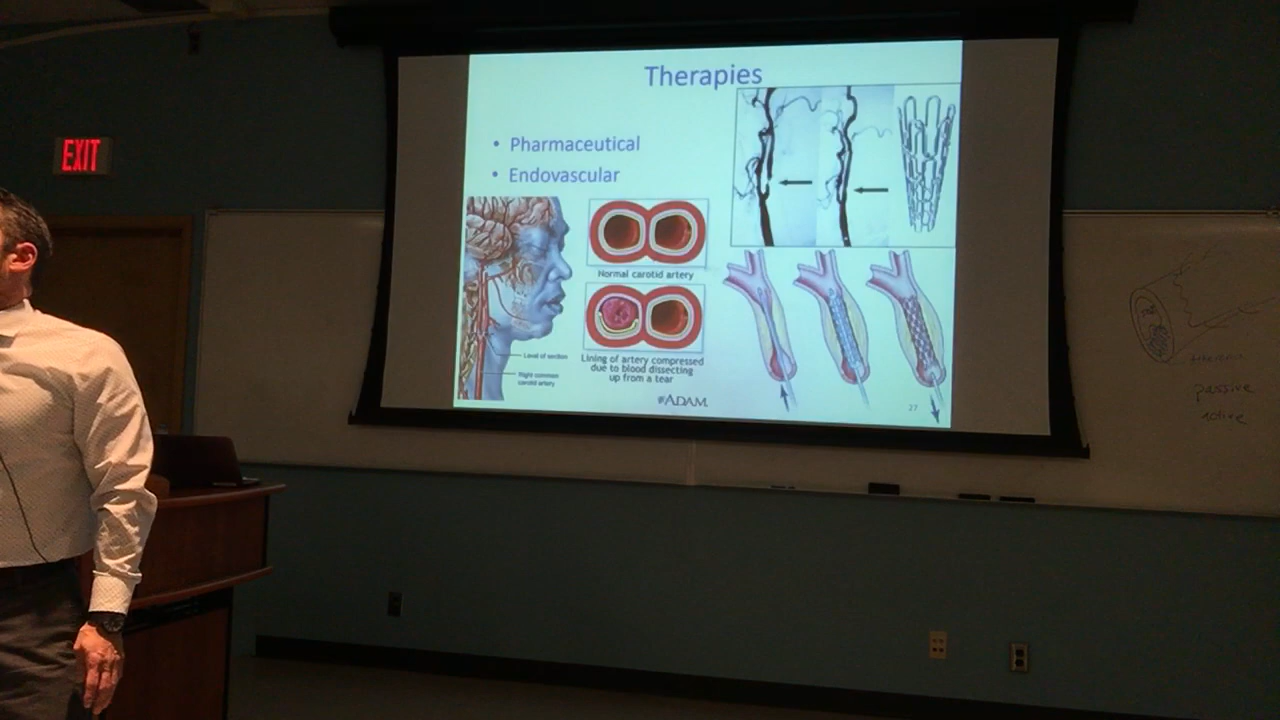 EXIT
Therapies
• Pharmaceutical
• Endovascular
Normal carotid artery
Lining of artery compressed
due to blood dissecting
up from a tear
Level of section
Right common
carotid artery
ADAM.
27
passive
active